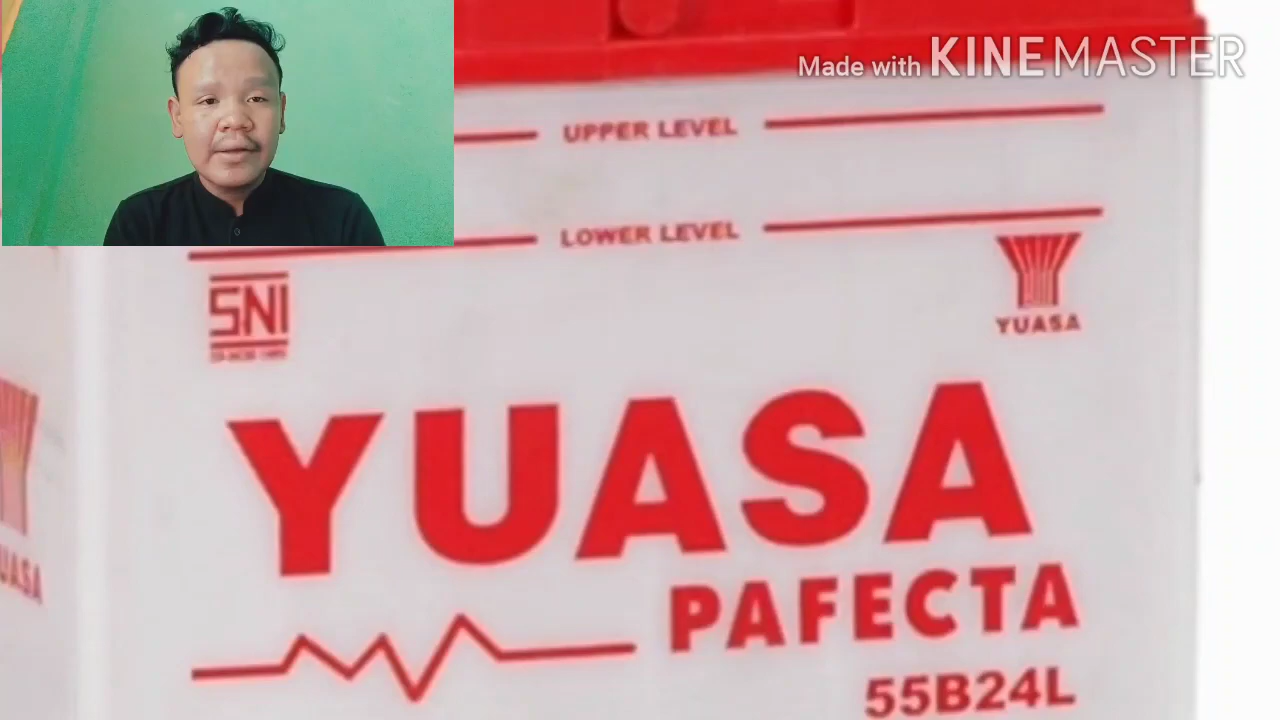 Made with KINEMASTER
UPPER LEVEL
LOWER LEVEL
SNI
YUASA
YUASA
PAFECTA
55B24L